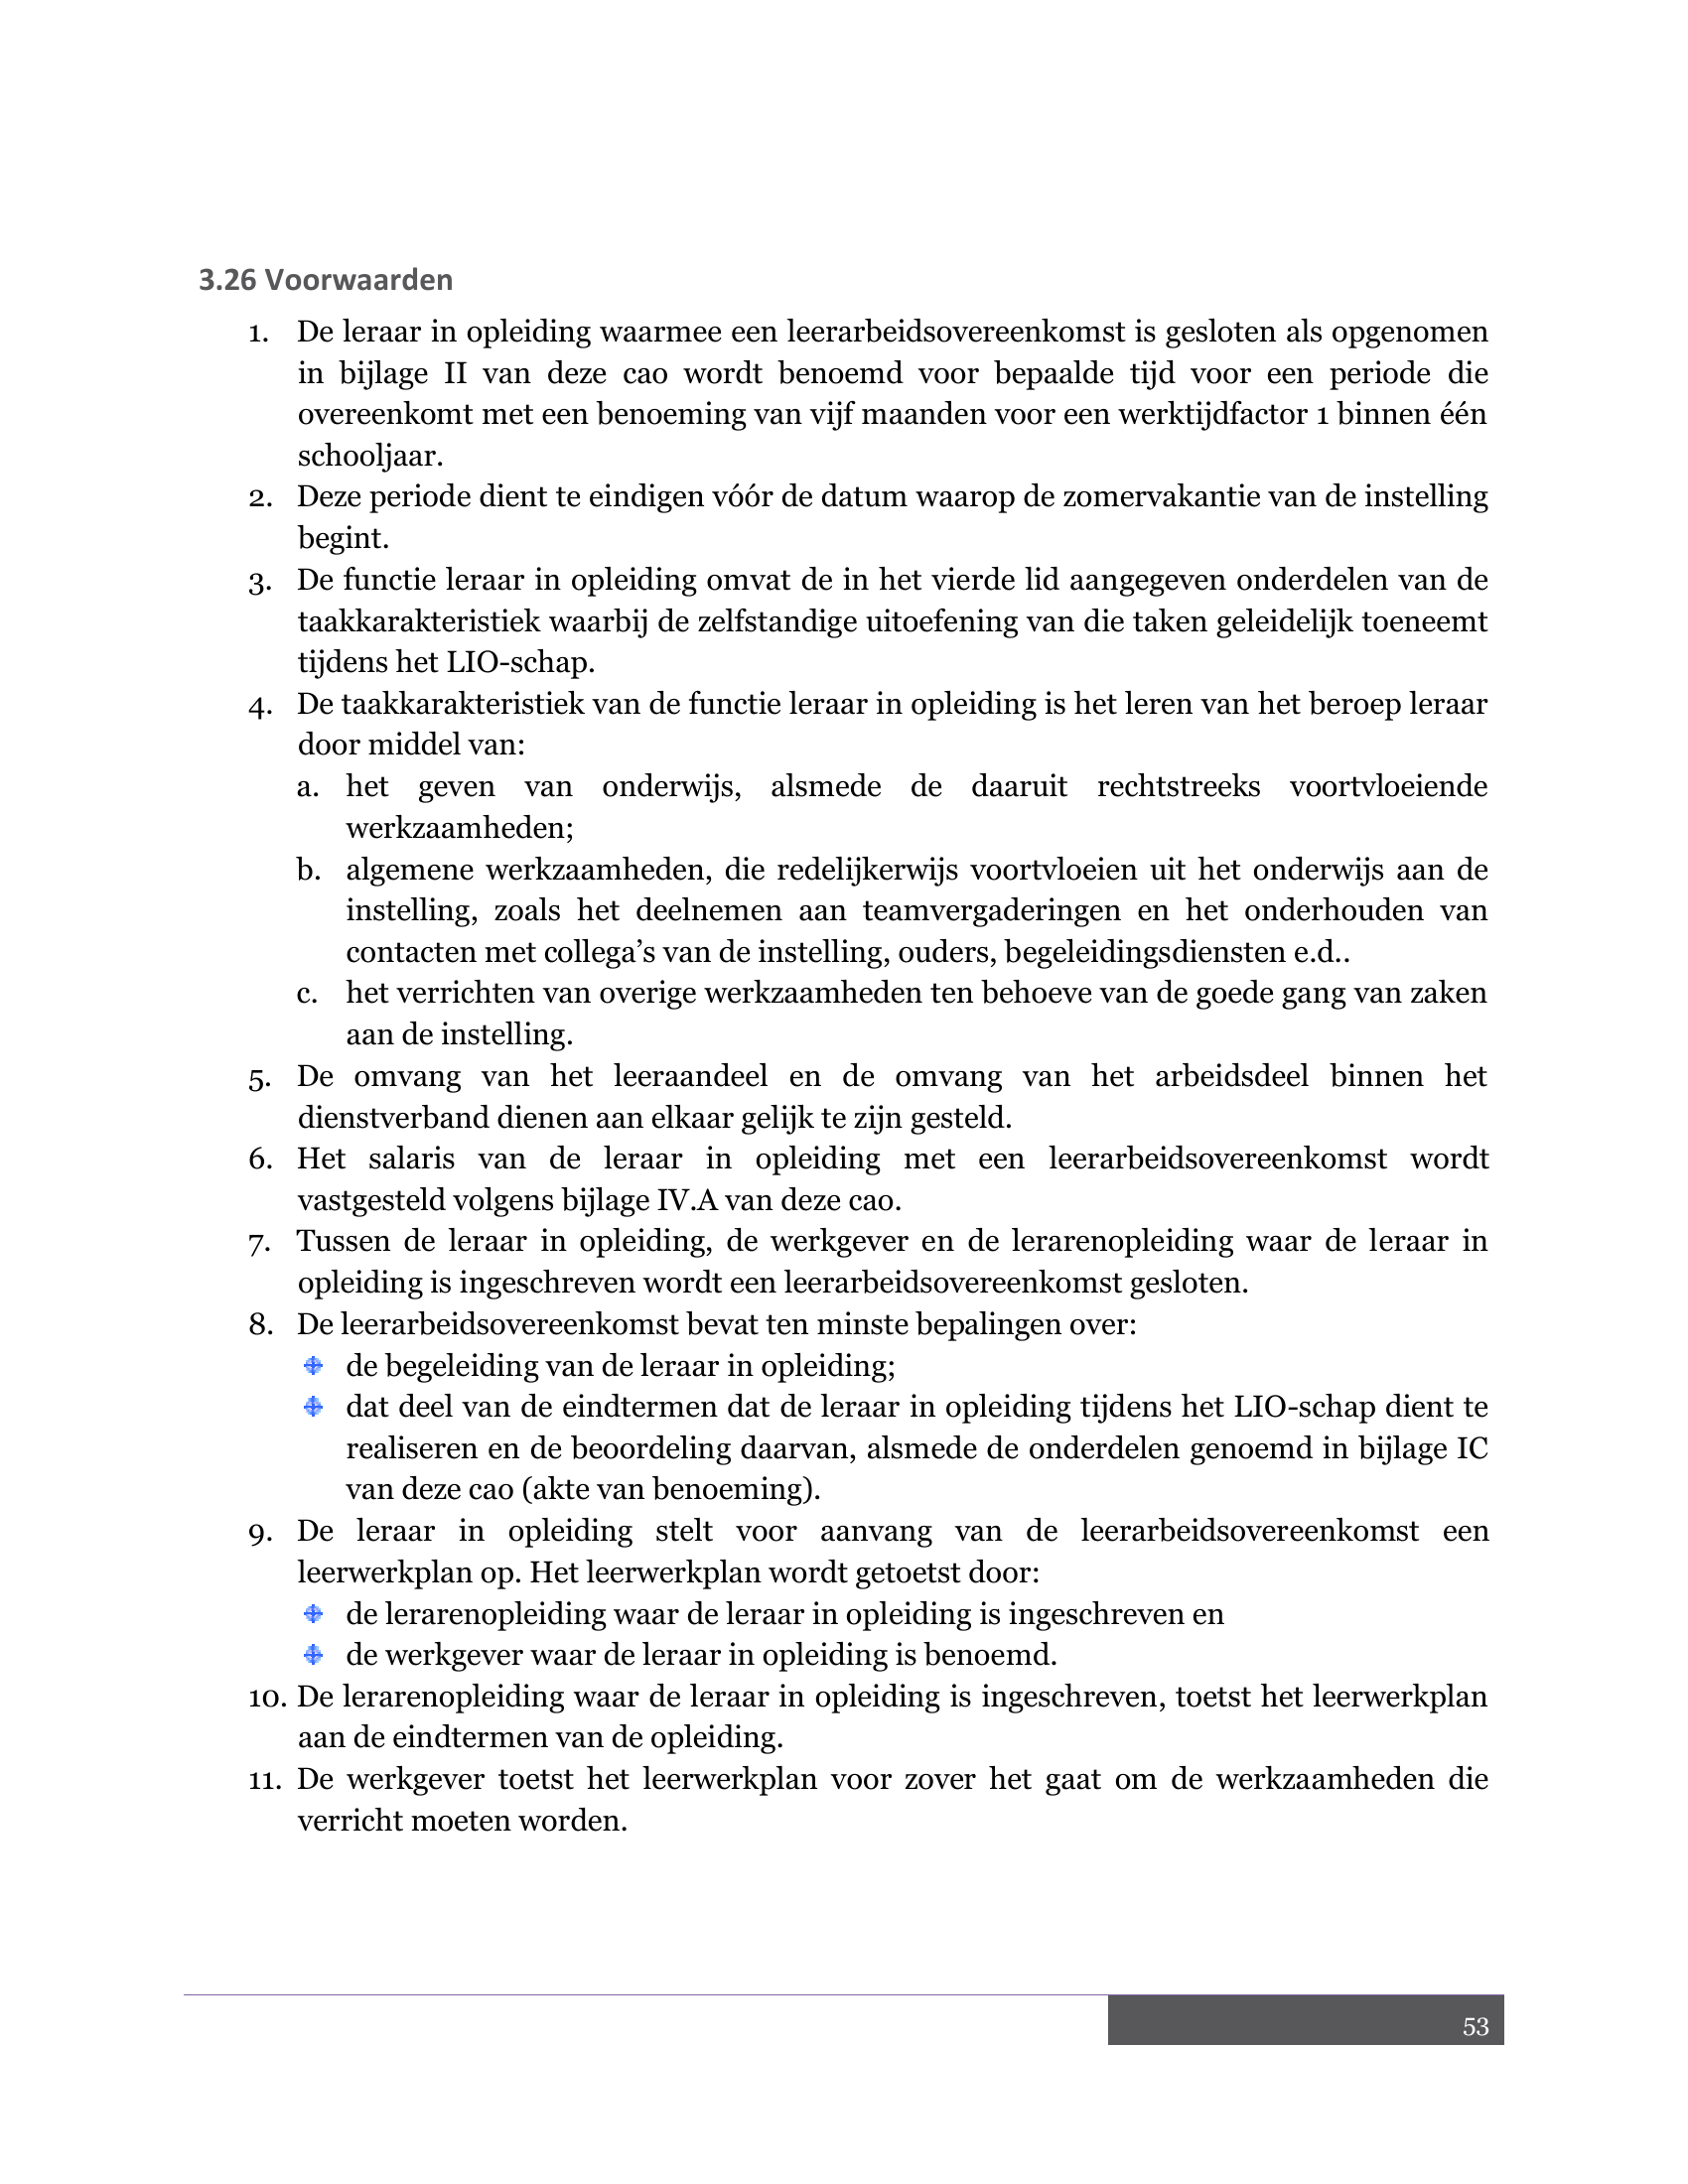 3.26 Voorwaarden
1. De leraar in opleiding waarmee een leerarbeidsovereenkomst is gesloten als opgenomen
in bijlage II van deze cao wordt benoemd voor bepaalde tijd voor een periode die
overeenkomt met een benoeming van vijf maanden voor een werktijdfactor 1 binnen één
schooljaar.
2. Deze periode dient te eindigen vóór de datum waarop de zomervakantie van de instelling
begint.
3. De functie leraar in opleiding omvat de in het vierde lid aangegeven onderdelen van de
taakkarakteristiek waarbij de zelfstandige uitoefening van die taken geleidelijk toeneemt
tijdens het LIO-schap.
4. De taakkarakteristiek van de functie leraar in opleiding is het leren van het beroep leraar
door middel van:
a. het geven van onderwijs, alsmede de daaruit rechtstreeks voortvloeiende
werkzaamheden;
b. algemene werkzaamheden, die redelijkerwijs voortvloeien uit het onderwijs aan de
instelling, zoals het deelnemen aan teamvergaderingen en het onderhouden van
contacten met collega’s van de instelling, ouders, begeleidingsdiensten e.d..
c. het verrichten van overige werkzaamheden ten behoeve van de goede gang van zaken
aan de instelling.
5. De omvang van het leeraandeel en de omvang van het arbeidsdeel binnen het
dienstverband dienen aan elkaar gelijk te zijn gesteld.
6. Het salaris van de leraar in opleiding met een leerarbeidsovereenkomst wordt
vastgesteld volgens bijlage IV.A van deze cao.
7. Tussen de leraar in opleiding, de werkgever en de lerarenopleiding waar de leraar in
opleiding is ingeschreven wordt een leerarbeidsovereenkomst gesloten.
8. De leerarbeidsovereenkomst bevat ten minste bepalingen over:
de begeleiding van de leraar in opleiding;
dat deel van de eindtermen dat de leraar in opleiding tijdens het LIO-schap dient te
realiseren en de beoordeling daarvan, alsmede de onderdelen genoemd in bijlage IC
van deze cao (akte van benoeming).
9. De leraar in opleiding stelt voor aanvang van de leerarbeidsovereenkomst een
leerwerkplan op. Het leerwerkplan wordt getoetst door:
de lerarenopleiding waar de leraar in opleiding is ingeschreven en
de werkgever waar de leraar in opleiding is benoemd.
10. De lerarenopleiding waar de leraar in opleiding is ingeschreven, toetst het leerwerkplan
aan de eindtermen van de opleiding.
11. De werkgever toetst het leerwerkplan voor zover het gaat om de werkzaamheden die
verricht moeten worden.
53